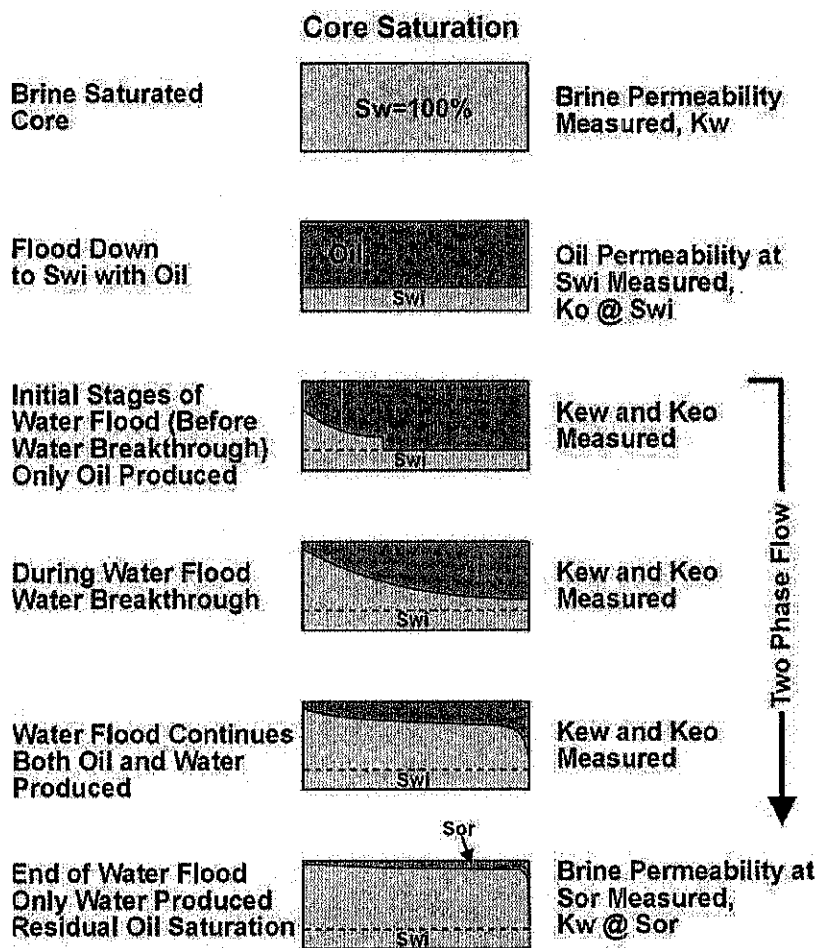 Core Saturation
Brine Saturated
Core
Sw=100%
Brine Permeability
Measured, Kw
Flood Down
to Swi with Oil
Oil
Swi
Oil Permeability at
Swi Measured,
Ko @ Swi
Initial Stages of
Water Flood (Before
Water Breakthrough)
Only Oil Produced
Swi
Kew and Keo
Measured
During Water Flood
Water Breakthrough
Swi
Kew and Keo
Measured
Water Flood Continues
Both Oil and Water
Produced
Swi
Kew and Keo
Measured
Two Phase Flow
End of Water Flood
Only Water Produced
Residual Oil Saturation
Sor
Swi
Brine Permeability at
Sor Measured,
Kw @ Sor